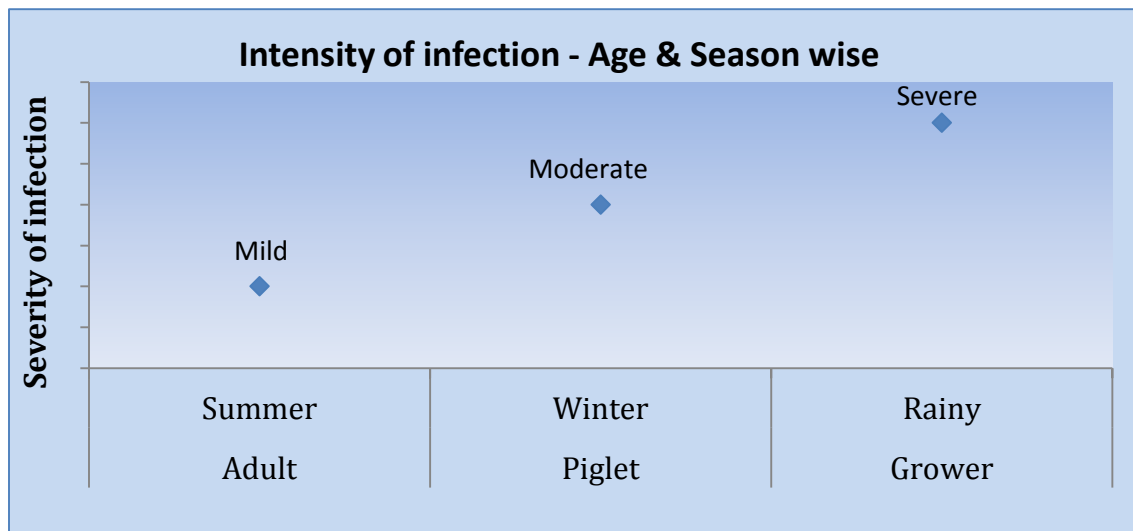 Intensity of infection - Age & Season wise
Severity of infection
Severe
Moderate
Mild
Summer Winter Rainy
Adult Piglet Grower